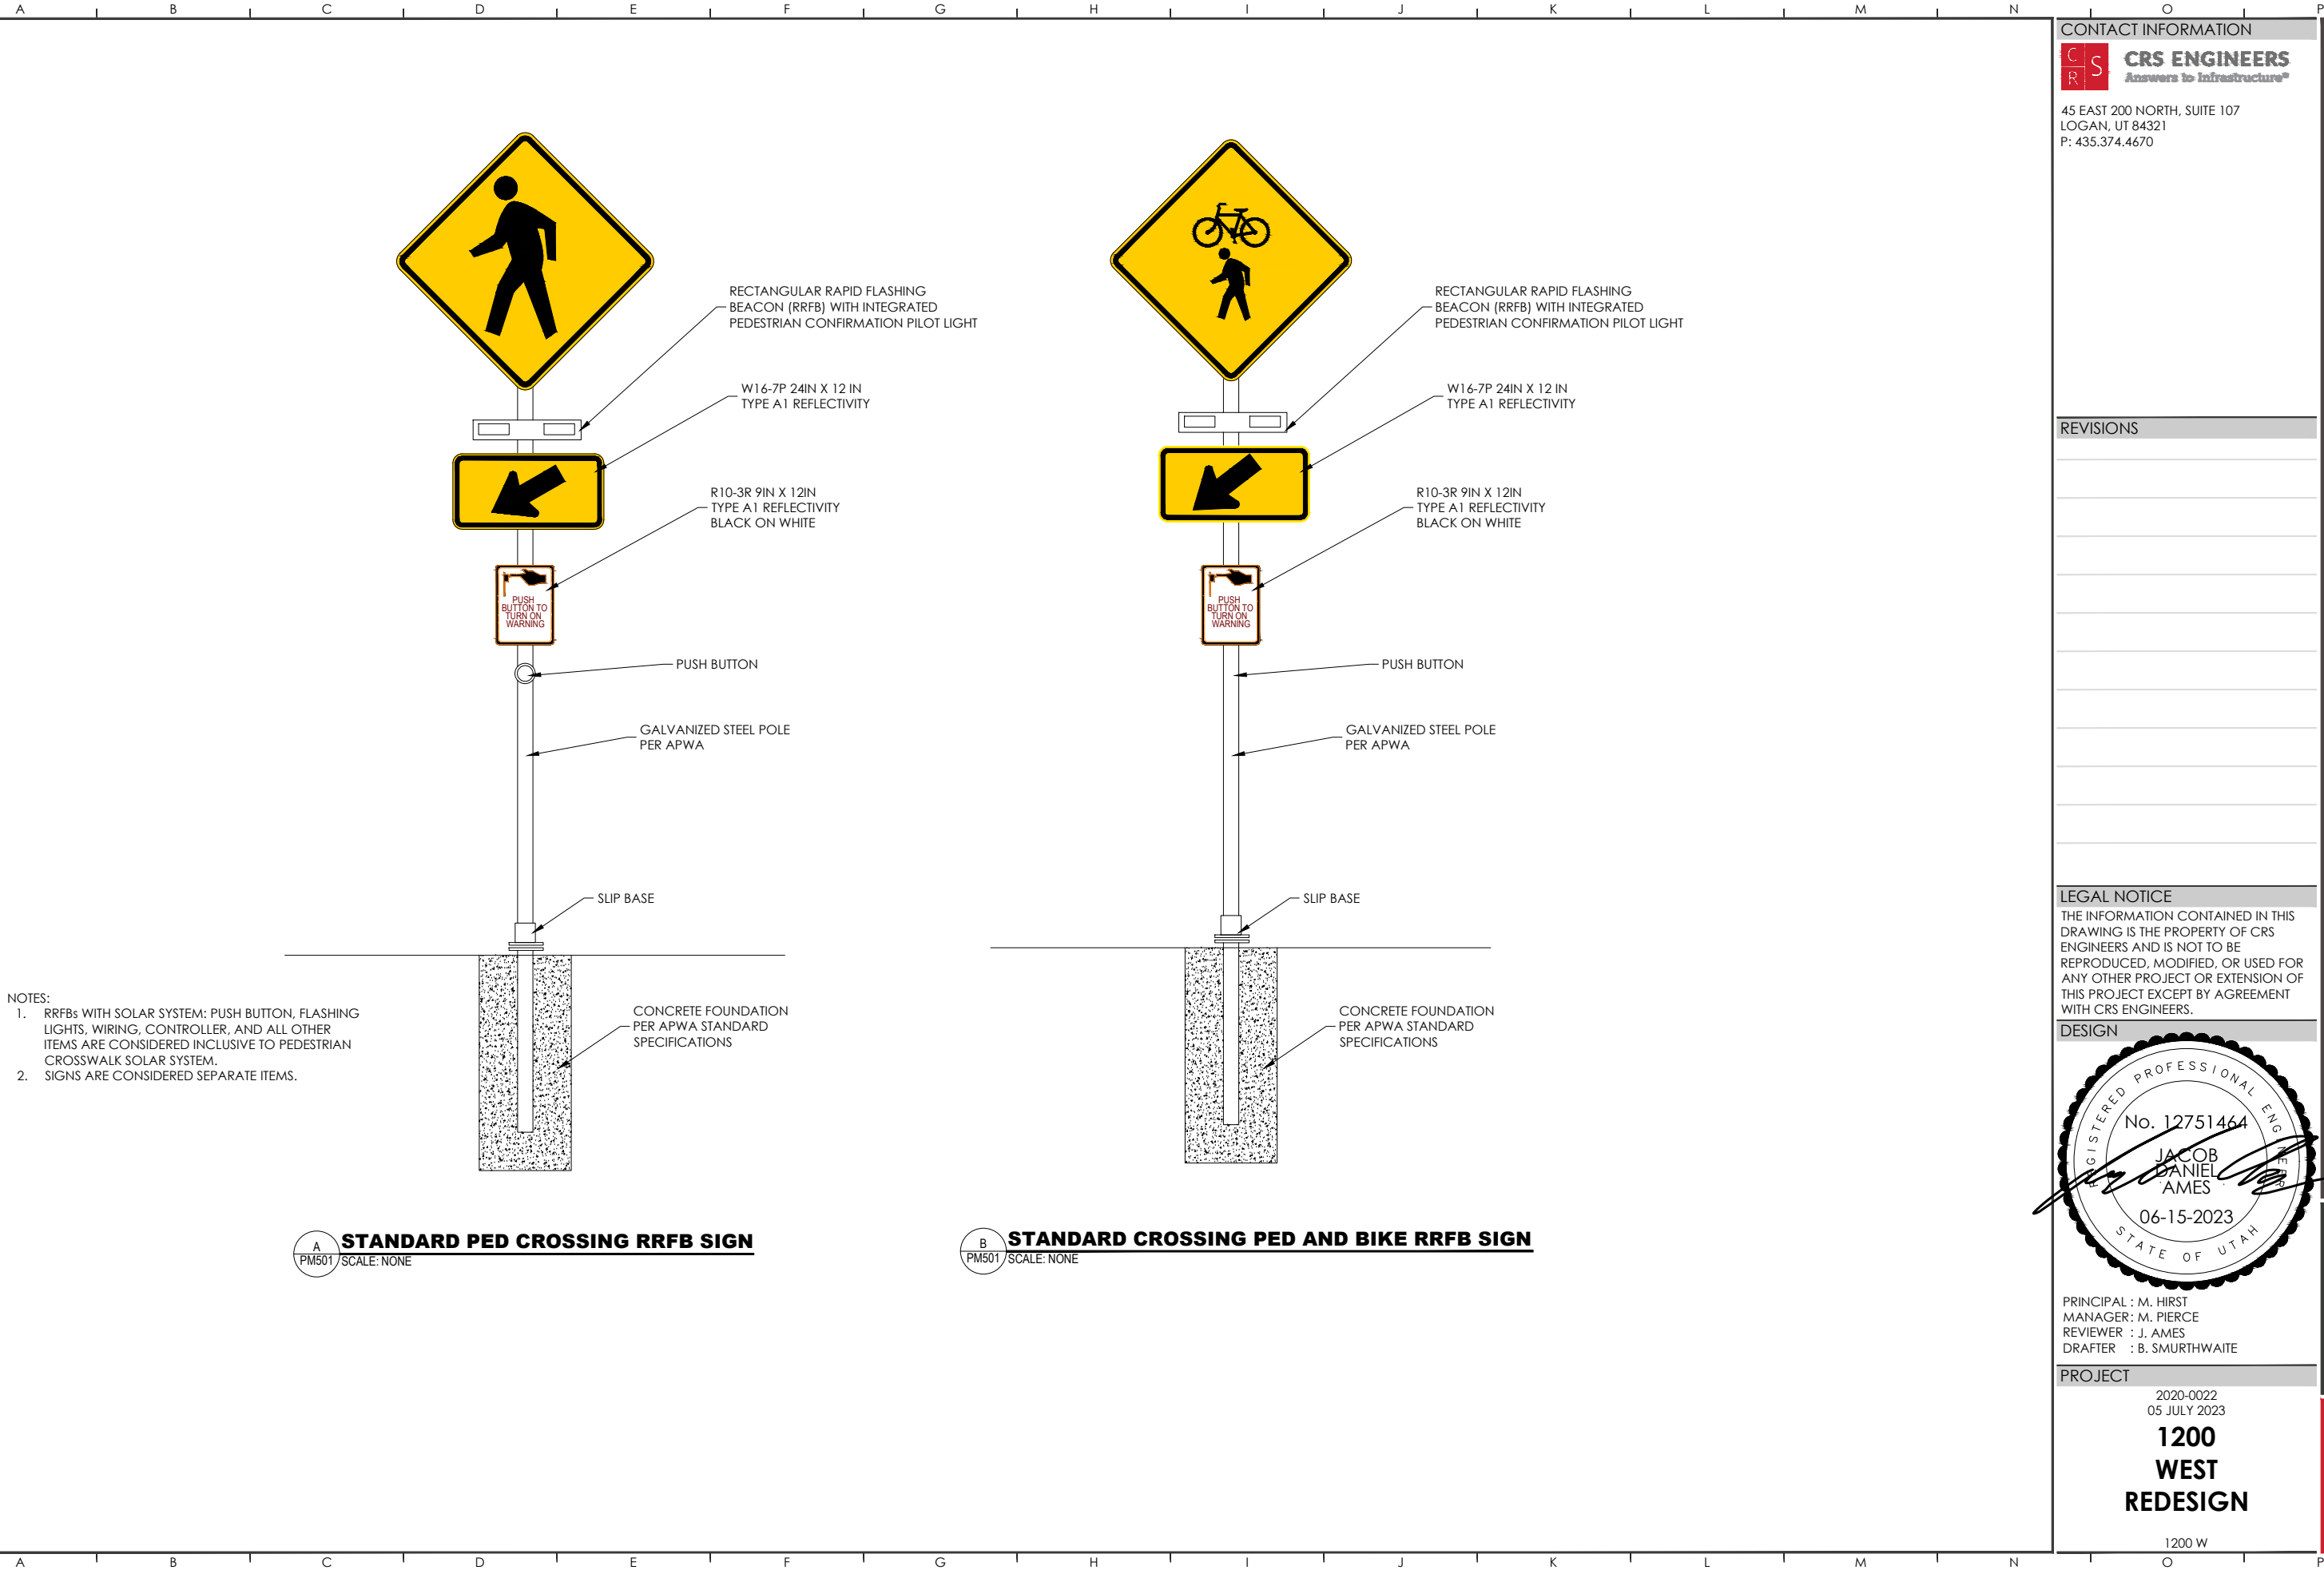 A B C D E F G H I J K L M N O P
RECTANGULAR RAPID FLASHING
BEACON (RRFB) WITH INTEGRATED
PEDESTRIAN CONFIRMATION PILOT LIGHT
W16-7P 24IN X 12 IN
TYPE A1 REFLECTIVITY
R10-3R 9IN X 12IN
TYPE A1 REFLECTIVITY
BLACK ON WHITE
PUSH
BUTTON TO
TURN ON
WARNING
PUSH BUTTON
GALVANIZED STEEL POLE
PER APWA
SLIP BASE
CONCRETE FOUNDATION
PER APWA STANDARD
SPECIFICATIONS
NOTES:
1. RRFBs WITH SOLAR SYSTEM: PUSH BUTTON, FLASHING
LIGHTS, WIRING, CONTROLLER, AND ALL OTHER
ITEMS ARE CONSIDERED INCLUSIVE TO PEDESTRIAN
CROSSWALK SOLAR SYSTEM.
2. SIGNS ARE CONSIDERED SEPARATE ITEMS.
A
PM501
STANDARD PED CROSSING RRFB SIGN
SCALE: NONE
RECTANGULAR RAPID FLASHING
BEACON (RRFB) WITH INTEGRATED
PEDESTRIAN CONFIRMATION PILOT LIGHT
W16-7P 24IN X 12 IN
TYPE A1 REFLECTIVITY
R10-3R 9IN X 12IN
TYPE A1 REFLECTIVITY
BLACK ON WHITE
PUSH
BUTTON TO
TURN ON
WARNING
PUSH BUTTON
GALVANIZED STEEL POLE
PER APWA
SLIP BASE
CONCRETE FOUNDATION
PER APWA STANDARD
SPECIFICATIONS
B
PM501
STANDARD CROSSING PED AND BIKE RRFB SIGN
SCALE: NONE
CONTACT INFORMATION
C R S
CRS ENGINEERS
Answers to Infrastructure®
45 EAST 200 NORTH, SUITE 107
LOGAN, UT 84321
P: 435.374.4670
REVISIONS
LEGAL NOTICE
THE INFORMATION CONTAINED IN THIS
DRAWING IS THE PROPERTY OF CRS
ENGINEERS AND IS NOT TO BE
REPRODUCED, MODIFIED, OR USED FOR
ANY OTHER PROJECT OR EXTENSION OF
THIS PROJECT EXCEPT BY AGREEMENT
WITH CRS ENGINEERS.
DESIGN
REGISTERED PROFESSIONAL ENGINEER
No. 12751464
JACOB
DANIEL
AMES
06-15-2023
STATE OF UTAH
PRINCIPAL : M. HIRST
MANAGER: M. PIERCE
REVIEWER : J. AMES
DRAFTER : B. SMURTHWAITE
PROJECT
2020-0022
05 JULY 2023
1200
WEST
REDESIGN
1200 W
A B C D E F G H I J K L M N O P